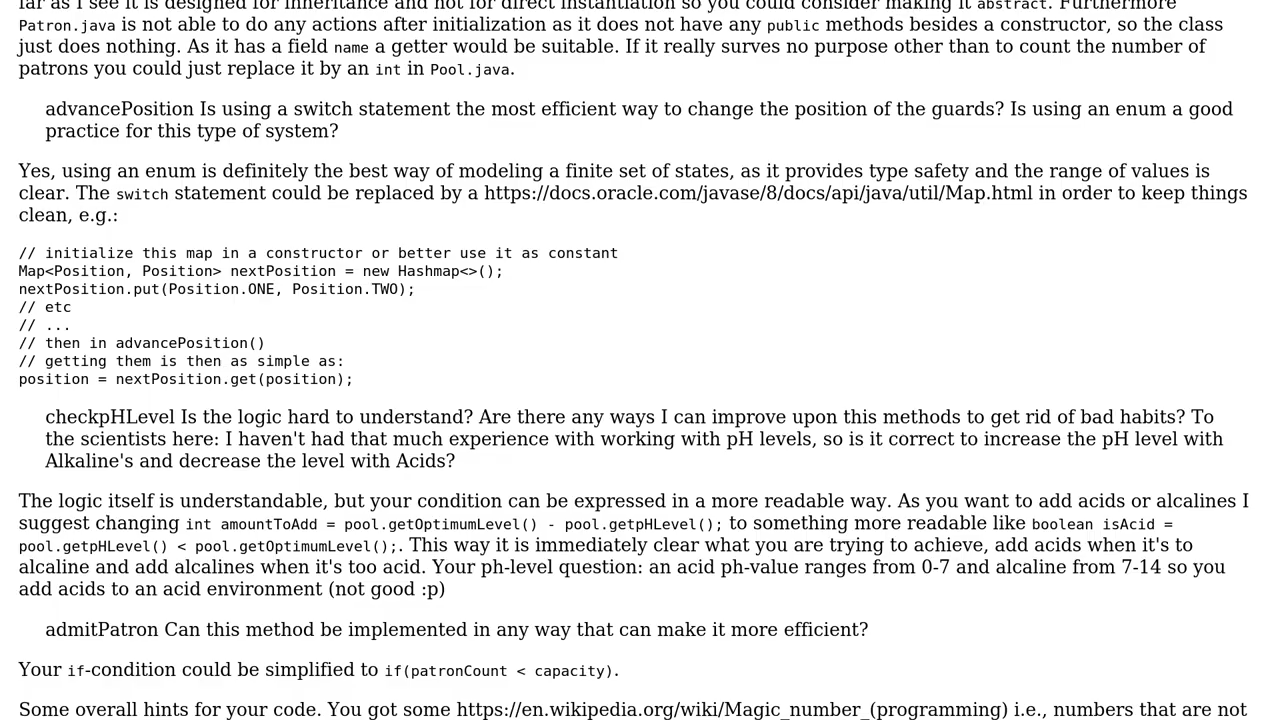 far as I see it is designed for inheritance and not for direct instantiation so you could consider making it abstract. Furthermore
Patron.java is not able to do any actions after initialization as it does not have any public methods besides a constructor, so the class
just does nothing. As it has a field name a getter would be suitable. If it really surves no purpose other than to count the number of
patrons you could just replace it by an int in Pool.java.
advancePosition Is using a switch statement the most efficient way to change the position of the guards? Is using an enum a good
practice for this type of system?
Yes, using an enum is definitely the best way of modeling a finite set of states, as it provides type safety and the range of values is
clear. The switch statement could be replaced by a https://docs.oracle.com/javase/8/docs/api/java/util/Map.html in order to keep things
clean, e.g.:
// initialize this map in a constructor or better use it as constant
Map<Position, Position> nextPosition = new Hashmap<>();
nextPosition.put(Position.ONE, Position.TWO);
// etc
// ...
// then in advancePosition()
// getting them is then as simple as:
position = nextPosition.get(position);
checkpHLevel Is the logic hard to understand? Are there any ways I can improve upon this methods to get rid of bad habits? To
the scientists here: I haven't had that much experience with working with pH levels, so is it correct to increase the pH level with
Alkaline's and decrease the level with Acids?
The logic itself is understandable, but your condition can be expressed in a more readable way. As you want to add acids or alcalines I
suggest changing int amountToAdd = pool.getOptimumLevel() - pool.getpHLevel(); to something more readable like boolean isAcid =
pool.getpHLevel() < pool.getOptimumLevel();. This way it is immediately clear what you are trying to achieve, add acids when it's to
alcaline and add alcalines when it's too acid. Your ph-level question: an acid ph-value ranges from 0-7 and alcaline from 7-14 so you
add acids to an acid environment (not good :p)
admitPatron Can this method be implemented in any way that can make it more efficient?
Your if-condition could be simplified to if(patronCount < capacity).
Some overall hints for your code. You got some https://en.wikipedia.org/wiki/Magic_number_(programming) i.e., numbers that are not